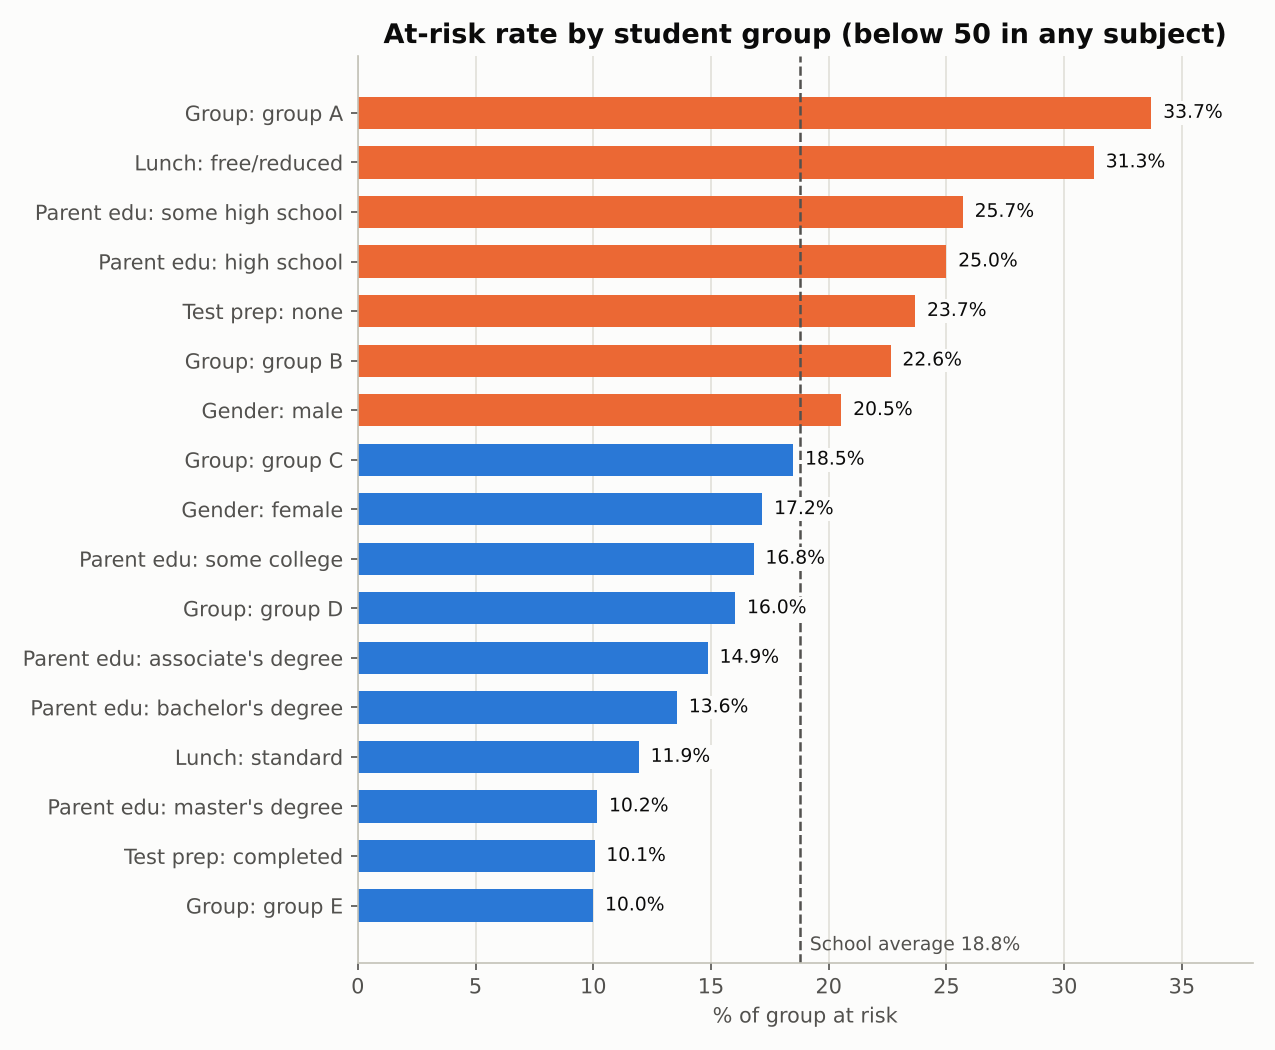 At-risk rate by student group (below 50 in any subject)
Group: group A 33.7%
Lunch: free/reduced 31.3%
Parent edu: some high school 25.7%
Parent edu: high school 25.0%
Test prep: none 23.7%
Group: group B 22.6%
Gender: male 20.5%
Group: group C 18.5%
Gender: female 17.2%
Parent edu: some college 16.8%
Group: group D 16.0%
Parent edu: associate's degree 14.9%
Parent edu: bachelor's degree 13.6%
Lunch: standard 11.9%
Parent edu: master's degree 10.2%
Test prep: completed 10.1%
Group: group E 10.0%
School average 18.8%
0 5 10 15 20 25 30 35
% of group at risk